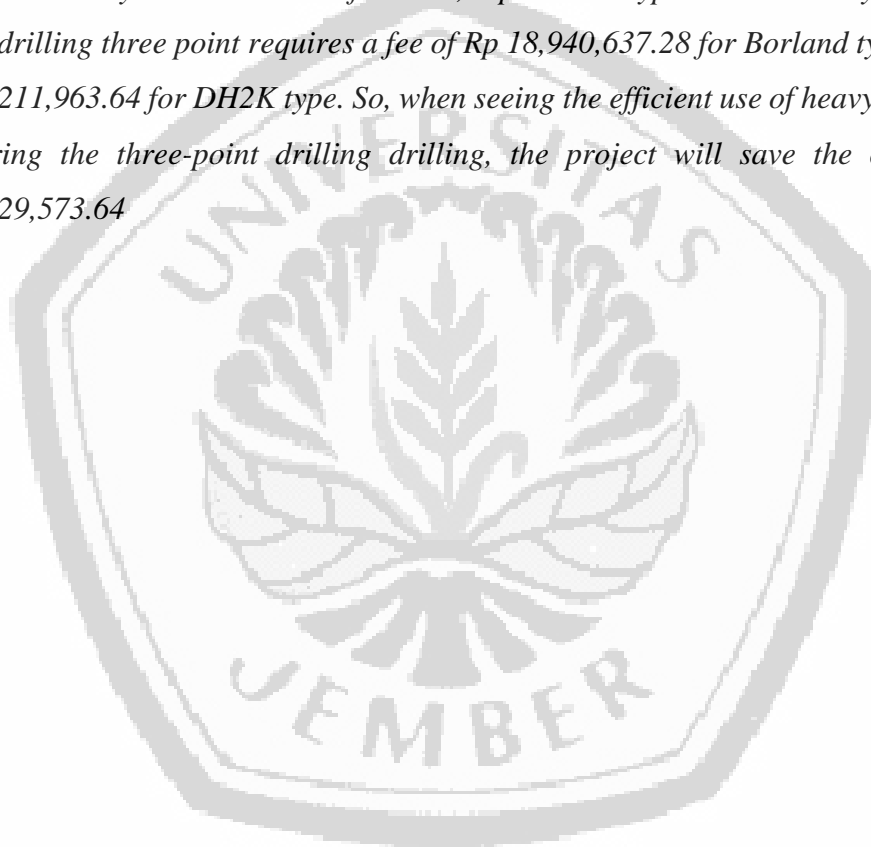 drilling three point requires a fee of Rp 18,940,637.28 for Borland
211,963.64 for DH2K type. So, when seeing the efficient use of heavy
the three-point drilling drilling, the project will save the
29,573.64
UNIVERSITAS
JEMBER